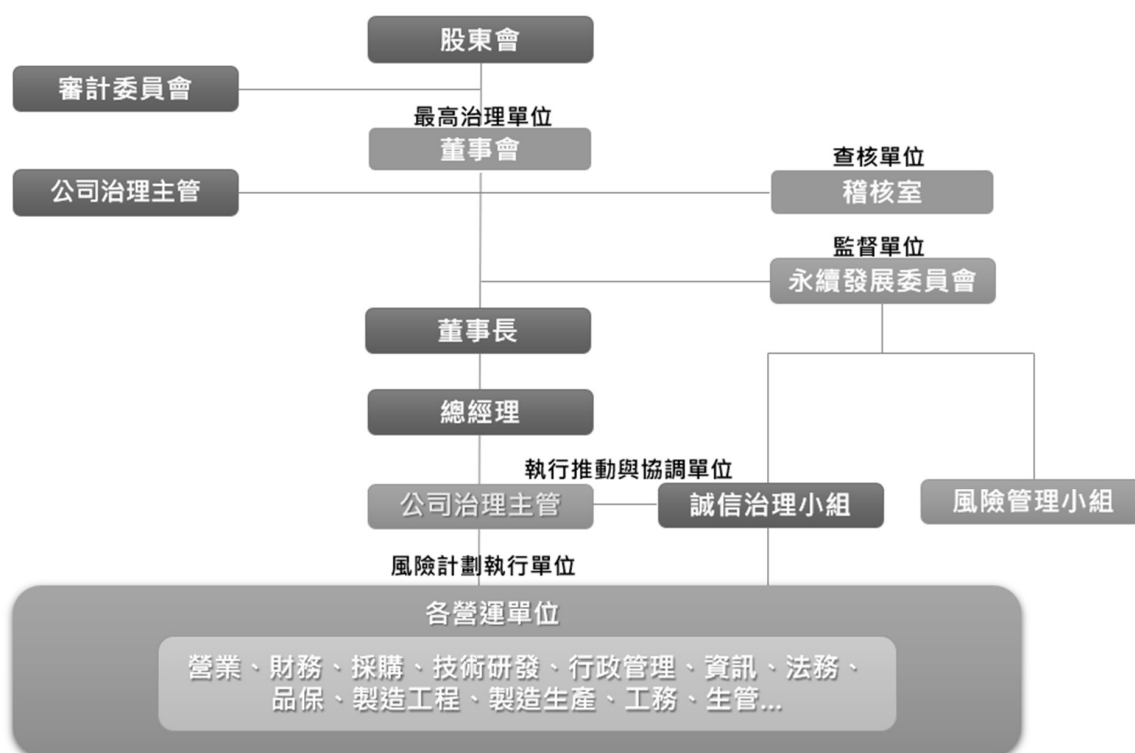 股東會
審計委員會
最高治理單位
董事會
查核單位
公司治理主管
稽核室
監督單位
永續發展委員會
董事長
總經理
執行推動與協調單位
公司治理主管
誠信治理小組
風險管理小組
風險計劃執行單位
各營運單位
營業、財務、採購、技術研發、行政管理、資訊、法務、
品保、製造工程、製造生產、工務、生管...